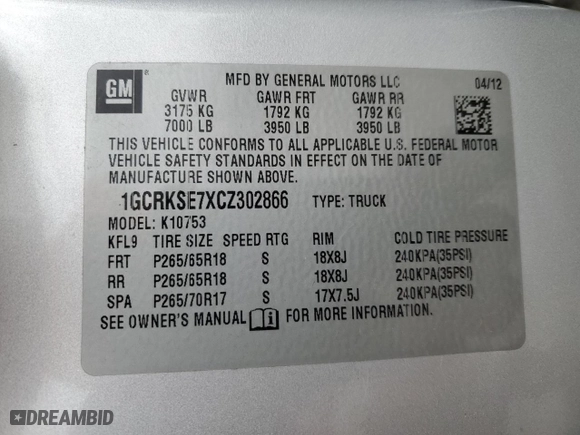 GM
MFD BY GENERAL MOTORS LLC 04/12
GVWR GAWR FRT GAWR RR
3175 KG 1792 KG 1792 KG
7000 LB 3950 LB 3950 LB
THIS VEHICLE CONFORMS TO ALL APPLICABLE U.S. FEDERAL MOTOR
VEHICLE SAFETY STANDARDS IN EFFECT ON THE DATE OF
MANUFACTURE SHOWN ABOVE.
1GCRKSE7XCZ302866 TYPE: TRUCK
MODEL: K10753
KFL9 TIRE SIZE SPEED RTG RIM COLD TIRE PRESSURE
FRT P265/65R18 S 18X8J 240KPA(35PSI)
RR P265/65R18 S 18X8J 240KPA(35PSI)
SPA P265/70R17 S 17X7.5J 240KPA(35PSI)
SEE OWNER'S MANUAL FOR MORE INFORMATION.
DREAMBID